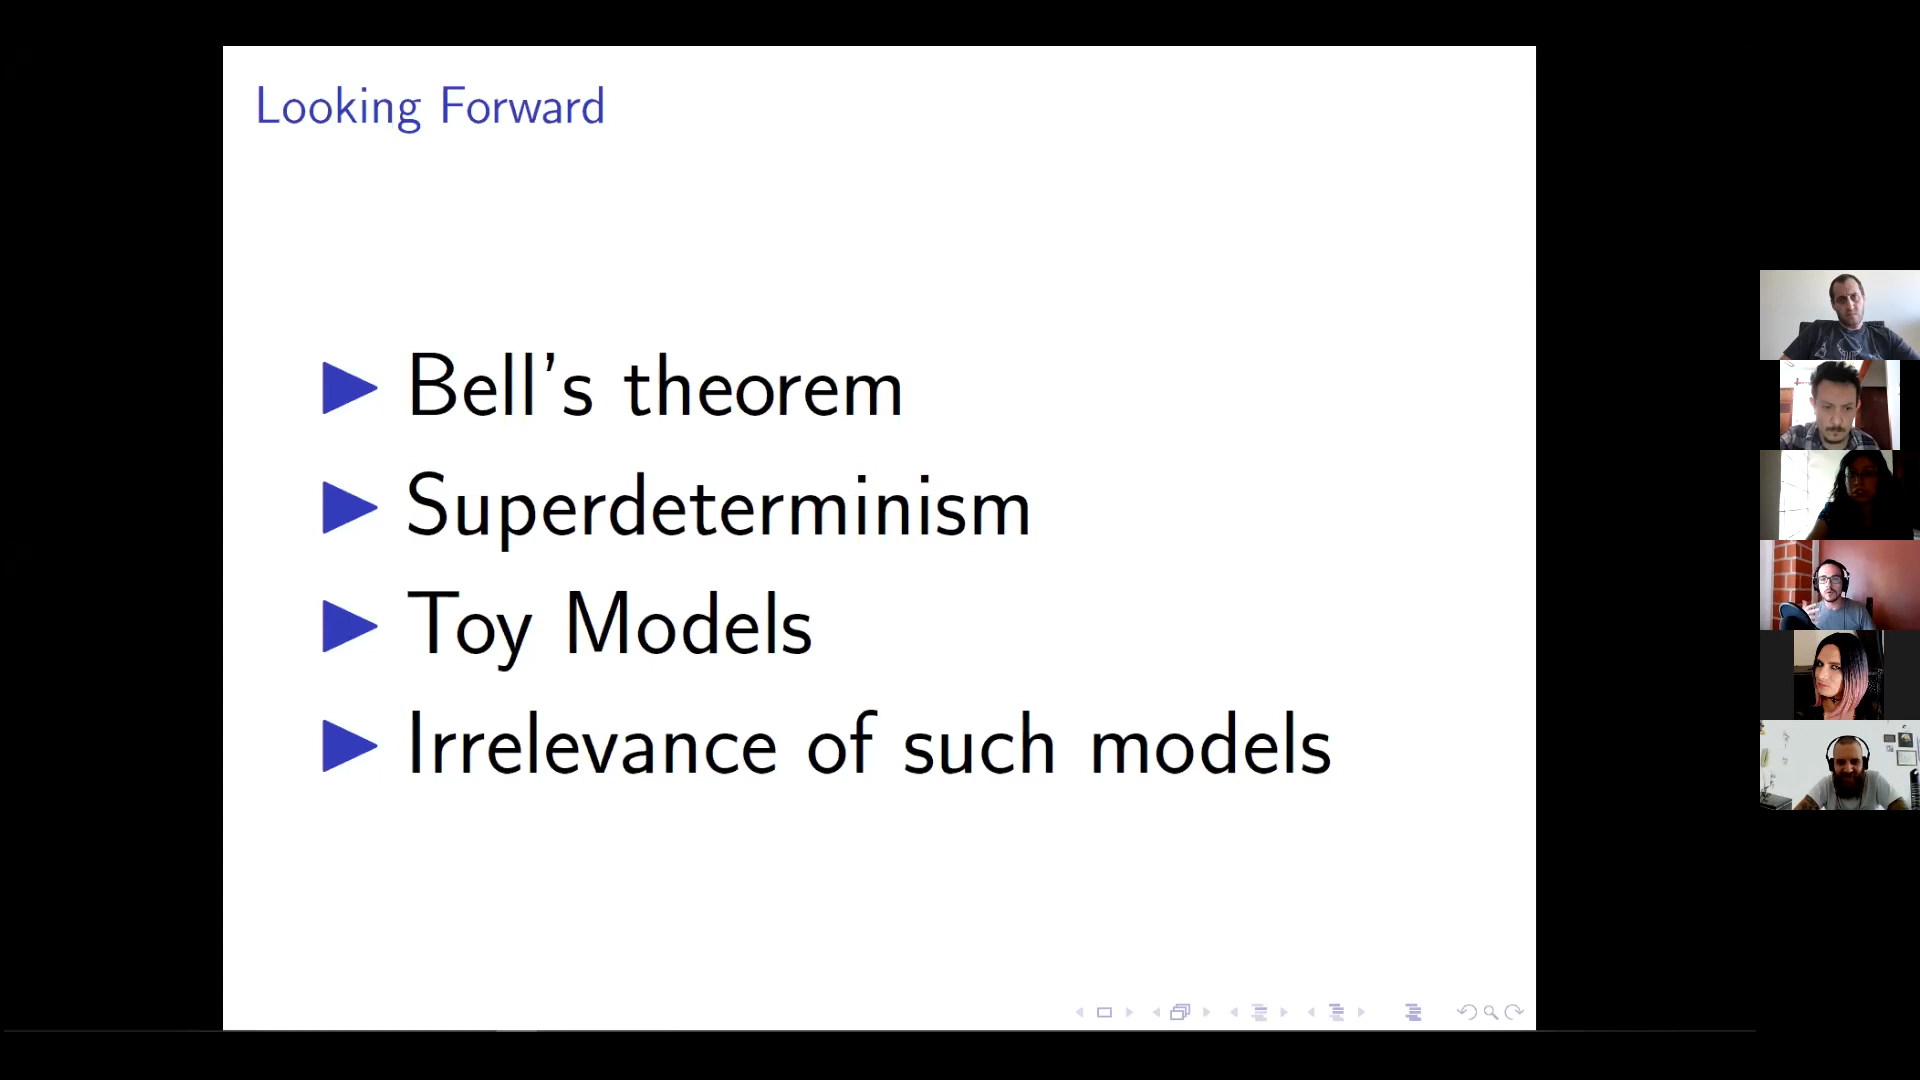 Looking Forward
Bell's theorem
Superdeterminism
Toy Models
Irrelevance of such models